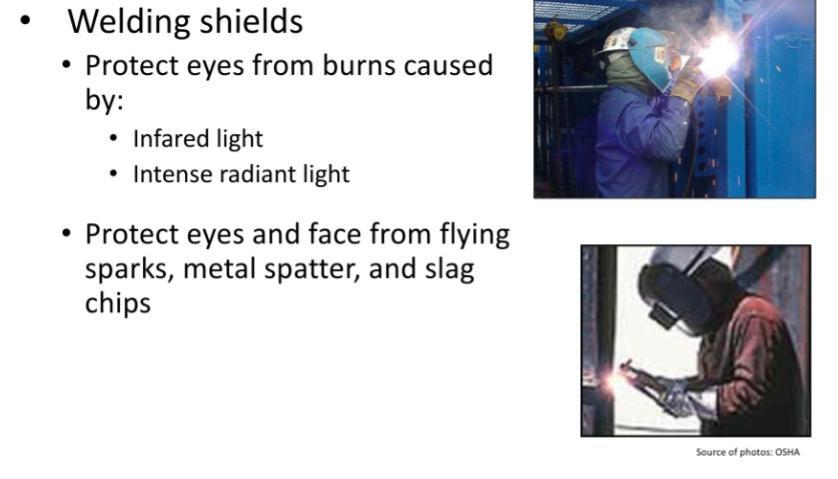 • Welding shields
• Protect eyes from burns caused
by:
• Infared light
• Intense radiant light
• Protect eyes and face from flying
sparks, metal spatter, and slag
chips
Source of photos: OSHA